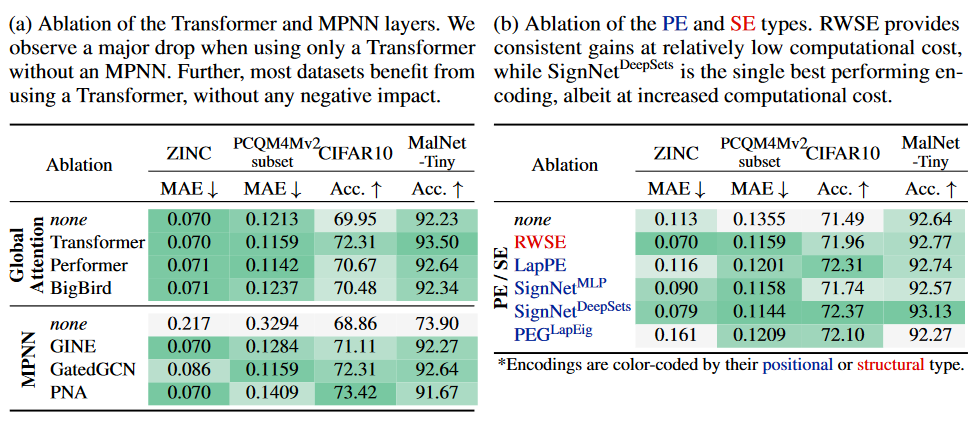 (a) Ablation of the Transformer and MPNN layers. We
observe a major drop when using only a Transformer
without an MPNN. Further, most datasets benefit from
using a Transformer, without any negative impact.
Ablation ZINC PCQM4Mv2 subset CIFAR10 MalNet -Tiny
MAE ↓ MAE ↓ Acc. ↑ Acc. ↑
Global Attention
none 0.070 0.1213 69.95 92.23
Transformer 0.070 0.1159 72.31 93.50
Performer 0.071 0.1142 70.67 92.64
BigBird 0.071 0.1237 70.48 92.34
MPNN
none 0.217 0.3294 68.86 73.90
GINE 0.070 0.1284 71.11 92.27
GatedGCN 0.086 0.1159 72.31 92.64
PNA 0.070 0.1409 73.42 91.67
(b) Ablation of the PE and SE types. RWSE provides
consistent gains at relatively low computational cost,
while SignNet^DeepSets is the single best performing en-
coding, albeit at increased computational cost.
Ablation ZINC PCQM4Mv2 subset CIFAR10 MalNet -Tiny
MAE ↓ MAE ↓ Acc. ↑ Acc. ↑
PE / SE
none 0.113 0.1355 71.49 92.64
RWSE 0.070 0.1159 71.96 92.77
LapPE 0.116 0.1201 72.31 92.74
SignNet^MLP 0.090 0.1158 71.74 92.57
SignNet^DeepSets 0.079 0.1144 72.37 93.13
PEG^LapEig 0.161 0.1209 72.10 92.27
*Encodings are color-coded by their positional or structural type.